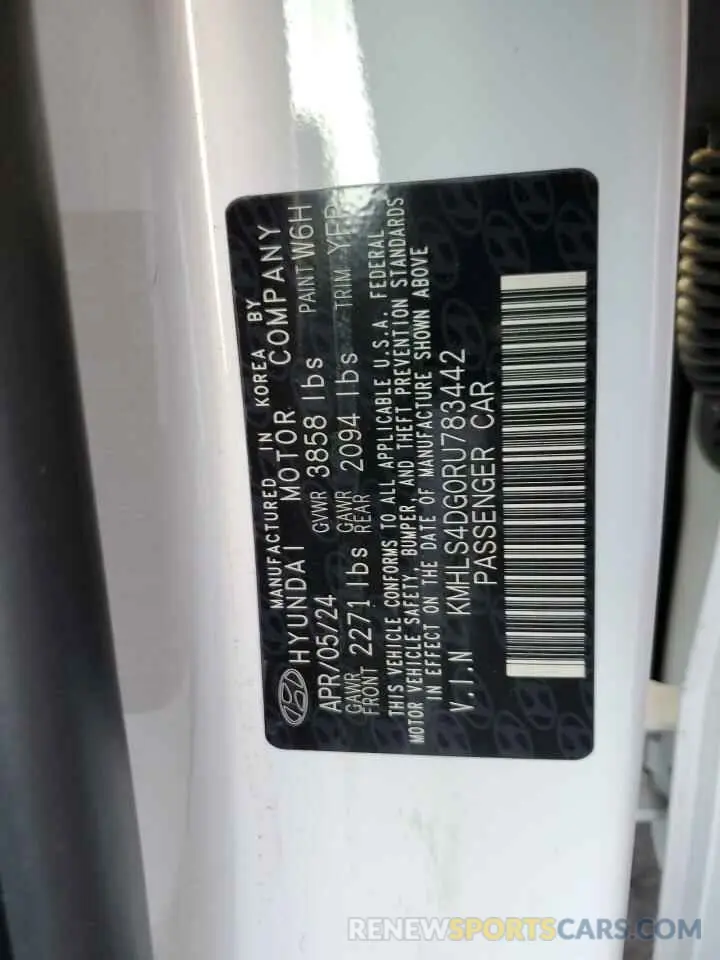 MANUFACTURED IN KOREA BY
HYUNDAI MOTOR COMPANY
APR/05/24 GVWR 3858 lbs PAINT W6H
GAWR FRONT 2271 lbs GAWR REAR 2094 lbs TRIM
THIS VEHICLE CONFORMS TO ALL APPLICABLE U.S.A. FEDERAL
MOTOR VEHICLE SAFETY, BUMPER, AND THEFT PREVENTION STANDARDS
IN EFFECT ON THE DATE OF MANUFACTURE SHOWN ABOVE
V.I.N KMHLS4DG0RU783442
PASSENGER CAR
RENEWSPORTSCARS.COM